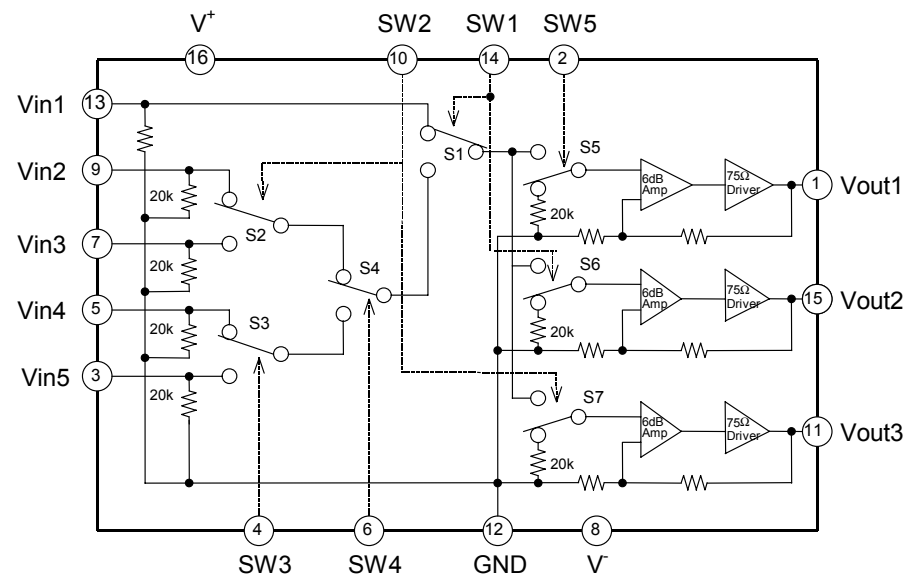 V+ SW2 SW1 SW5
16 10 14 2
Vin1 13
S1 S5
Vin2 9 20k 6dB Amp 75Ω Driver 1 Vout1
S2 20k
Vin3 7 20k S4 S6
Vin4 5 20k S3 6dB Amp 75Ω Driver 15 Vout2
20k
Vin5 3 20k S7
6dB Amp 75Ω Driver 11 Vout3
20k
4 6 12 8
SW3 SW4 GND V-